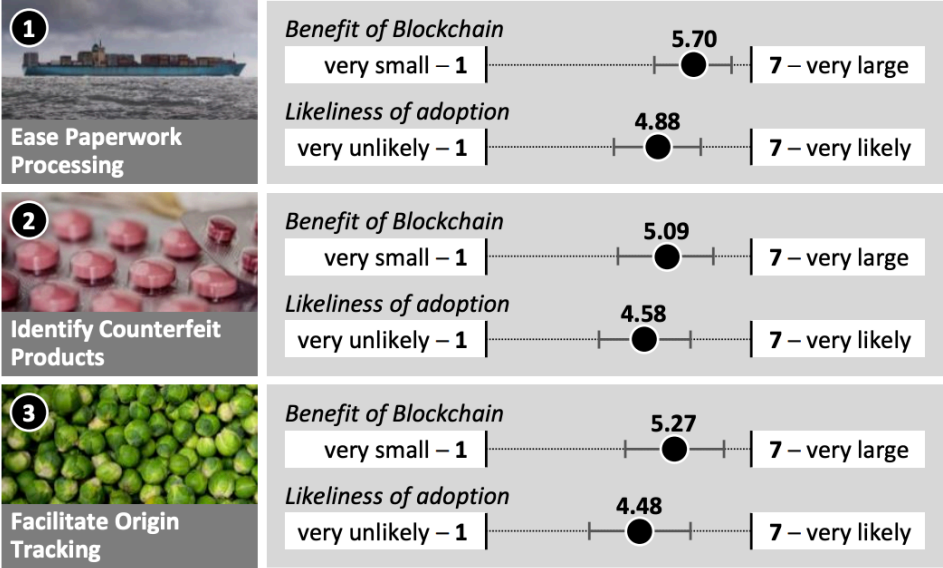 1
Ease Paperwork
Processing
Benefit of Blockchain
5.70
very small – 1
7 – very large
Likeliness of adoption
4.88
very unlikely – 1
7 – very likely
2
Identify Counterfeit
Products
Benefit of Blockchain
5.09
very small – 1
7 – very large
Likeliness of adoption
4.58
very unlikely – 1
7 – very likely
3
Facilitate Origin
Tracking
Benefit of Blockchain
5.27
very small – 1
7 – very large
Likeliness of adoption
4.48
very unlikely – 1
7 – very likely